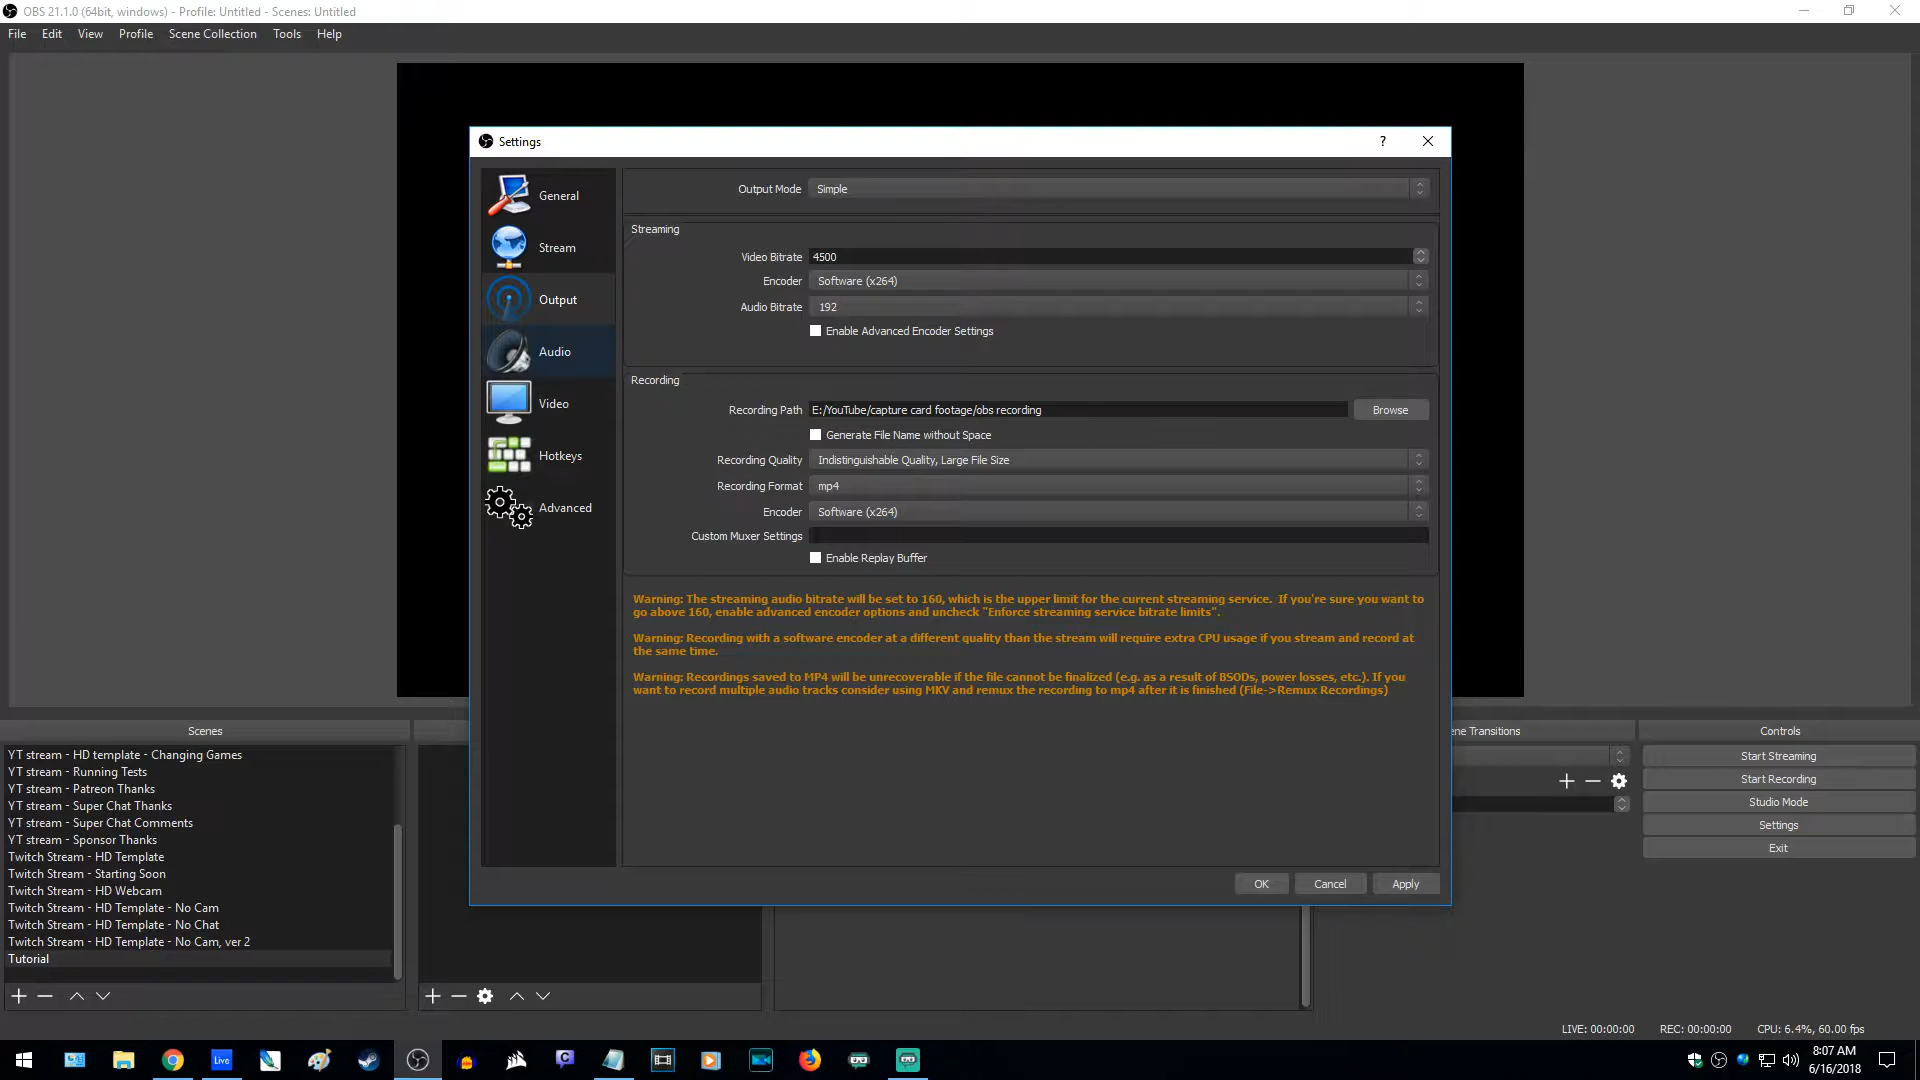 OBS 21.1.0 (64bit, windows) - Profile: Untitled - Scenes: Untitled
File Edit View Profile Scene Collection Tools Help
Settings
?
General
Stream
Output
Audio
Video
Hotkeys
Advanced
Output Mode Simple
Streaming
Video Bitrate 4500
Encoder Software (x264)
Audio Bitrate 192
Enable Advanced Encoder Settings
Recording
Recording Path E:/YouTube/capture card footage/obs recording Browse
Generate File Name without Space
Recording Quality Indistinguishable Quality, Large File Size
Recording Format mp4
Encoder Software (x264)
Custom Muxer Settings
Enable Replay Buffer
Warning: The streaming audio bitrate will be set to 160, which is the upper limit for the current streaming service. If you're sure you want to
go above 160, enable advanced encoder options and uncheck "Enforce streaming service bitrate limits".
Warning: Recording with a software encoder at a different quality than the stream will require extra CPU usage if you stream and record at
the same time.
Warning: Recordings saved to MP4 will be unrecoverable if the file cannot be finalized (e.g. as a result of BSODs, power losses, etc.). If you
want to record multiple audio tracks consider using MKV and remux the recording to mp4 after it is finished (File->Remux Recordings)
OK Cancel Apply
Scenes
YT stream - HD template - Changing Games
YT stream - Running Tests
YT stream - Patreon Thanks
YT stream - Super Chat Thanks
YT stream - Super Chat Comments
YT stream - Sponsor Thanks
Twitch Stream - HD Template
Twitch Stream - Starting Soon
Twitch Stream - HD Webcam
Twitch Stream - HD Template - No Cam
Twitch Stream - HD Template - No Chat
Twitch Stream - HD Template - No Cam, ver 2
Tutorial
ene Transitions
Controls
Start Streaming
Start Recording
Studio Mode
Settings
Exit
LIVE: 00:00:00 REC: 00:00:00 CPU: 6.4%, 60.00 fps
Live
8:07 AM
6/16/2018